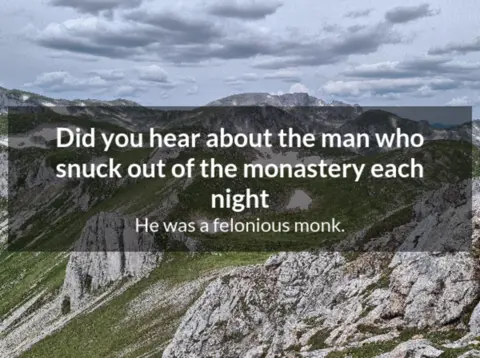 Did you hear about the man who
snuck out of the monastery each
night
He was a felonious monk.